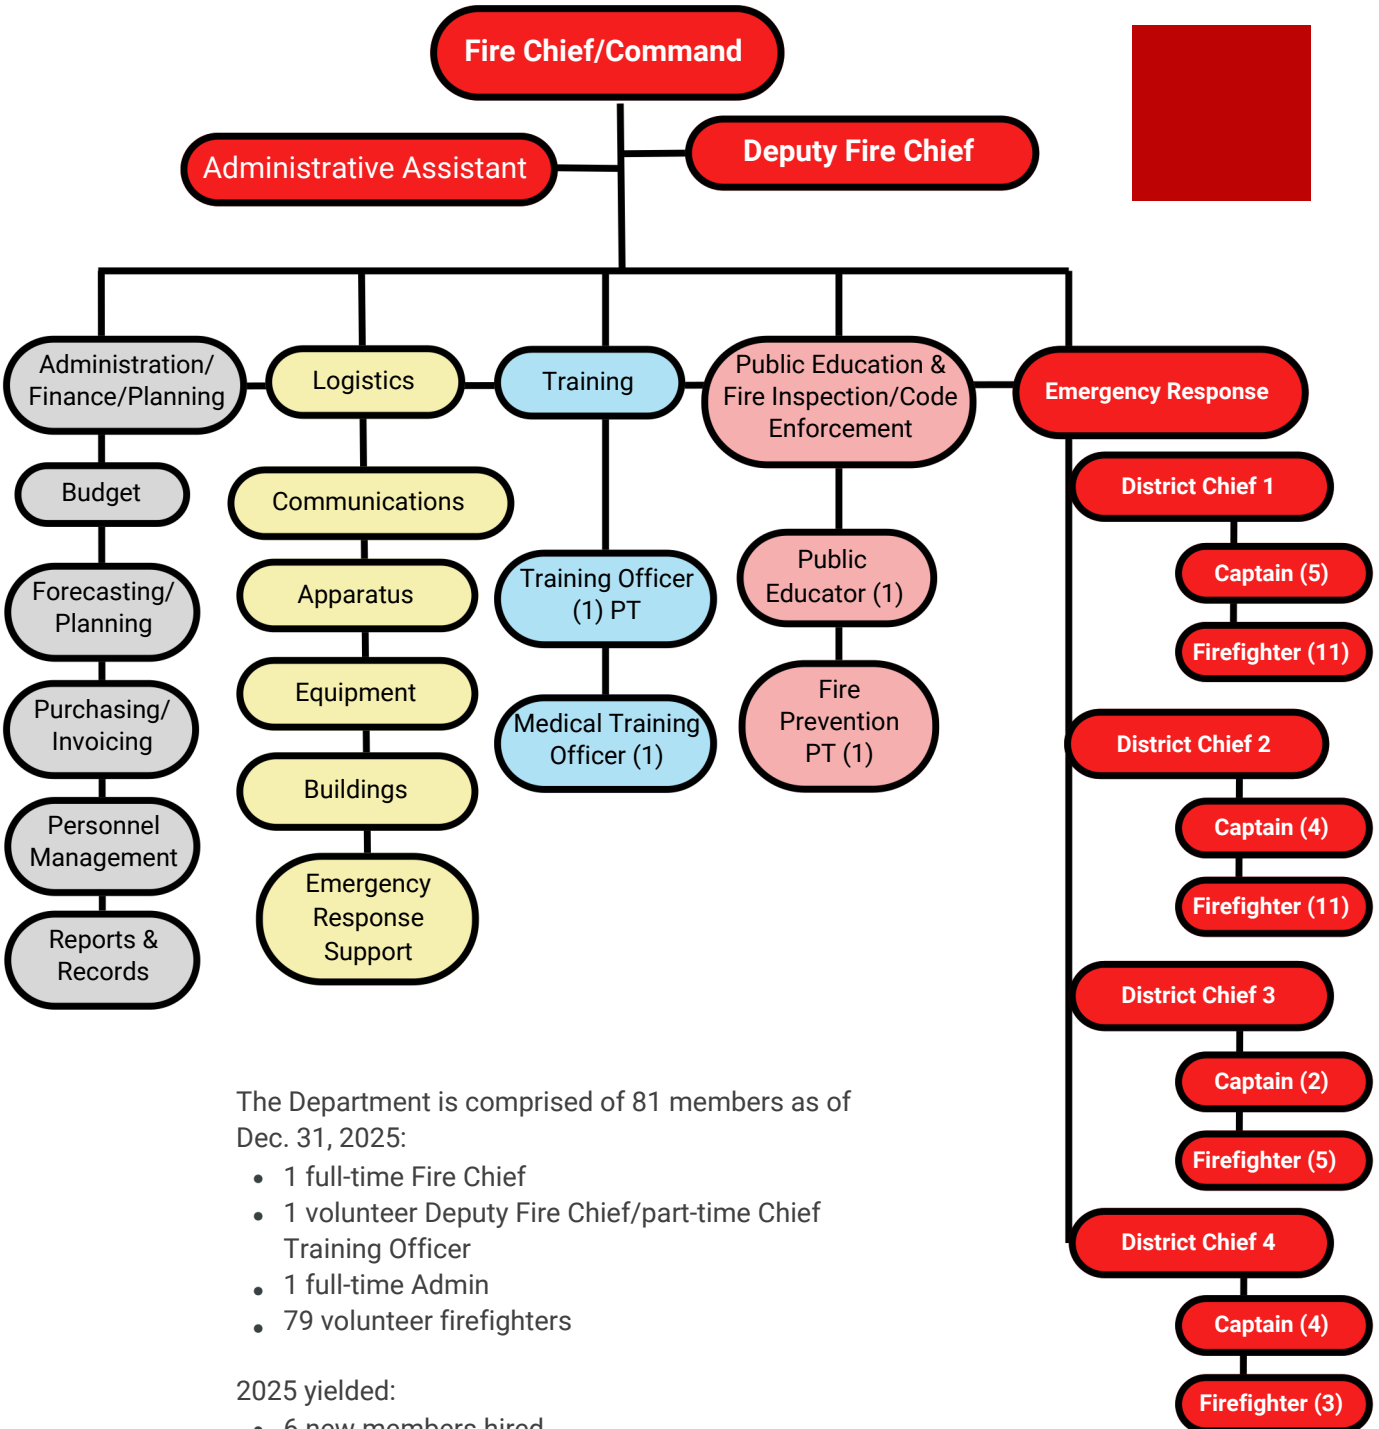 Fire Chief/Command
Administrative Assistant
Deputy Fire Chief
Administration/
Finance/Planning
Budget
Forecasting/
Planning
Purchasing/
Invoicing
Personnel
Management
Reports &
Records
Logistics
Communications
Apparatus
Equipment
Buildings
Emergency
Response
Support
Training
Training Officer
(1) PT
Medical Training
Officer (1)
Public Education &
Fire Inspection/Code
Enforcement
Public
Educator (1)
Fire
Prevention
PT (1)
Emergency Response
District Chief 1
Captain (5)
Firefighter (11)
District Chief 2
Captain (4)
Firefighter (11)
District Chief 3
Captain (2)
Firefighter (5)
District Chief 4
Captain (4)
Firefighter (3)
The Department is comprised of 81 members as of
Dec. 31, 2025:
• 1 full-time Fire Chief
• 1 volunteer Deputy Fire Chief/part-time Chief
Training Officer
• 1 full-time Admin
• 79 volunteer firefighters
2025 yielded:
• 6 new members hired